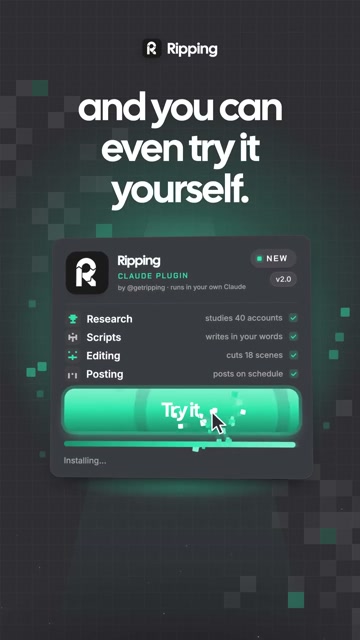 Ripping
and you can
even try it
yourself.
Ripping
NEW
CLAUDE PLUGIN
v2.0
by @getripping · runs in your own Claude
Research studies 40 accounts
Scripts writes in your words
Editing cuts 18 scenes
Posting posts on schedule
Try it
Installing...